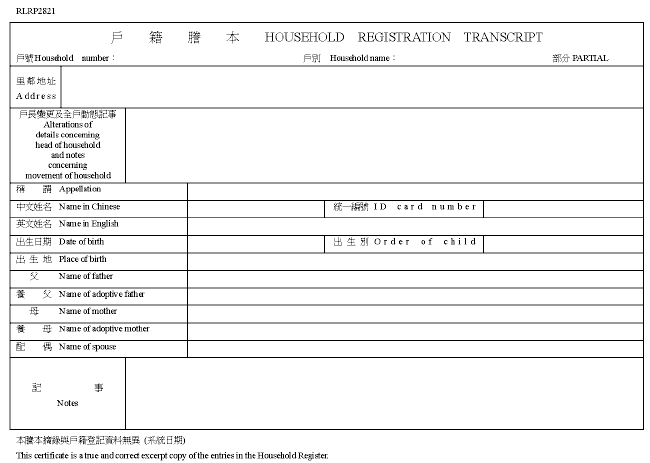 RLRP2821
戶 籍 謄 本 HOUSEHOLD REGISTRATION TRANSCRIPT
戶號Household number： 戶別 Household name： 部分 PARTIAL
里鄰地址
Address
戶長變更及全戶動態記事
Alterations of
details concerning
head of household
and notes
concerning
movement of household
稱 謂 Appellation
中文姓名 Name in Chinese 統一編號 ID card number
英文姓名 Name in English
出生日期 Date of birth 出生別 Order of child
出生地 Place of birth
父 Name of father
養 父 Name of adoptive father
母 Name of mother
養 母 Name of adoptive mother
配 偶 Name of spouse
記 事
Notes
本謄本摘錄與戶籍登記資料無異 (系統日期)
This certificate is a true and correct excerpt copy of the entries in the Household Register.